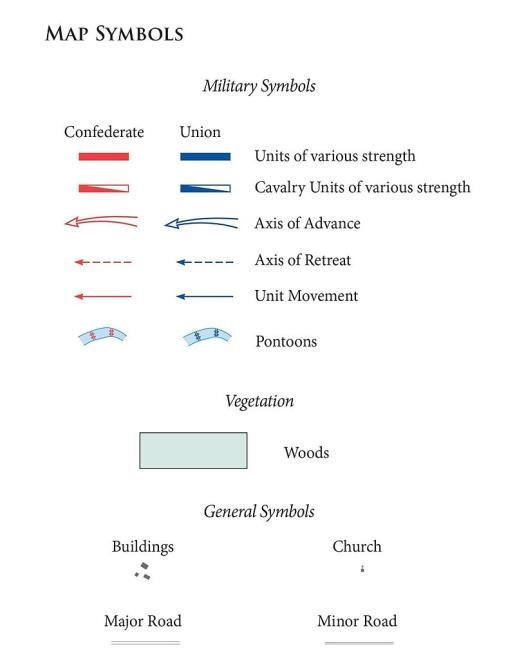 Map Symbols
Military Symbols
Confederate Union
Units of various strength
Cavalry Units of various strength
Axis of Advance
Axis of Retreat
Unit Movement
Pontoons
Vegetation
Woods
General Symbols
Buildings Church
Major Road Minor Road